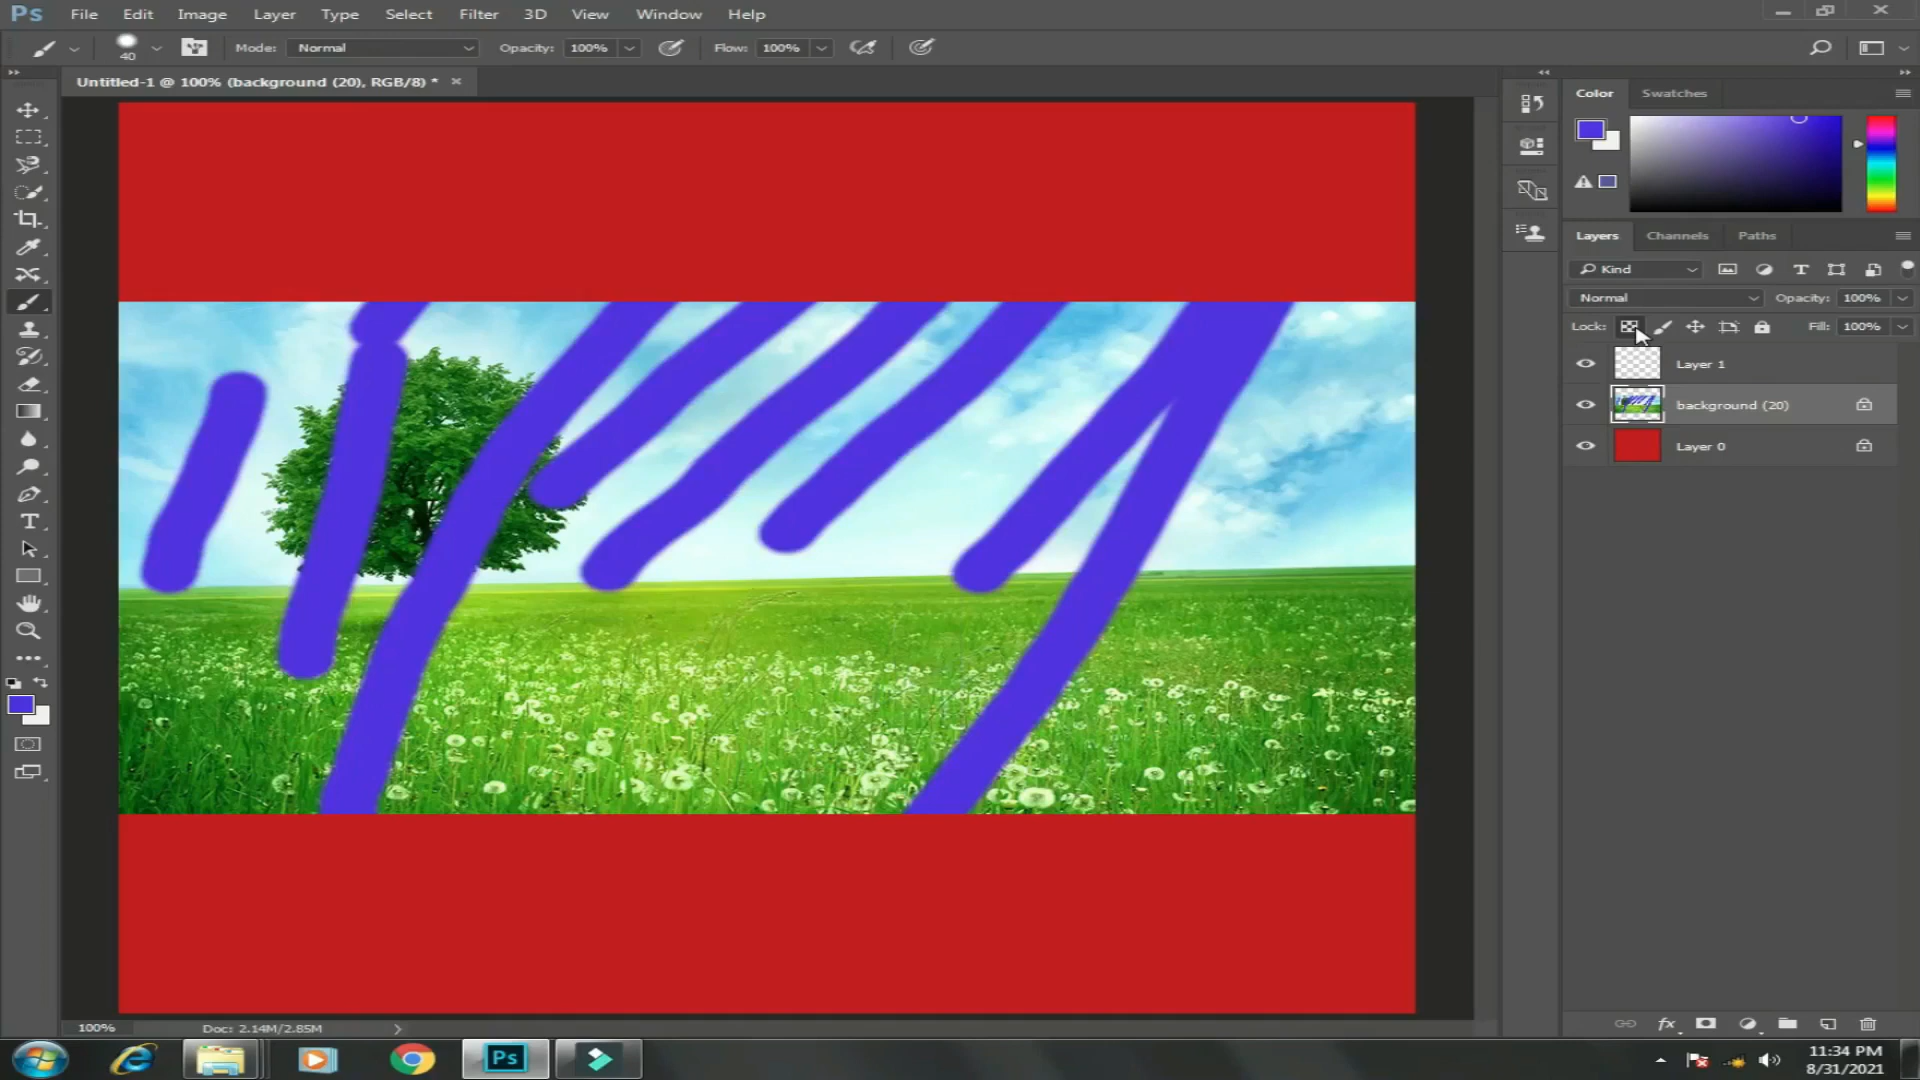 Ps File Edit Image Layer Type Select Filter 3D View Window Help
40 Mode: Normal Opacity: 100% Flow: 100%
Untitled-1 @ 100% (background (20), RGB/8) * ×
Color Swatches
Layers Channels Paths
Kind
Normal Opacity: 100%
Lock: Fill: 100%
Layer 1
background (20)
Layer 0
fx
100% Doc: 2.14M/2.85M
Ps
11:34 PM
8/31/2021